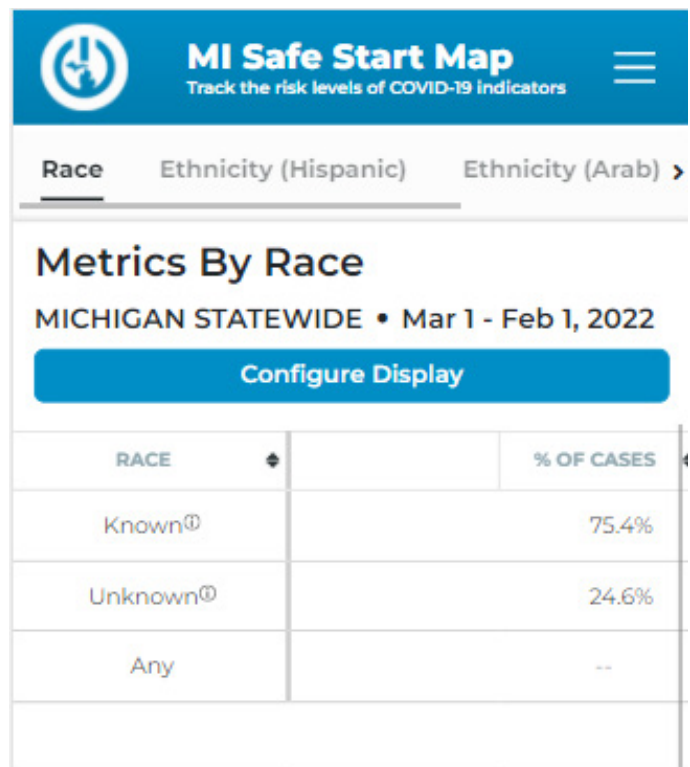 MI Safe Start Map
Track the risk levels of COVID-19 indicators
Race Ethnicity (Hispanic) Ethnicity (Arab)
Metrics By Race
MICHIGAN STATEWIDE • Mar 1 - Feb 1, 2022
Configure Display
RACE % OF CASES
Known 75.4%
Unknown 24.6%
Any --